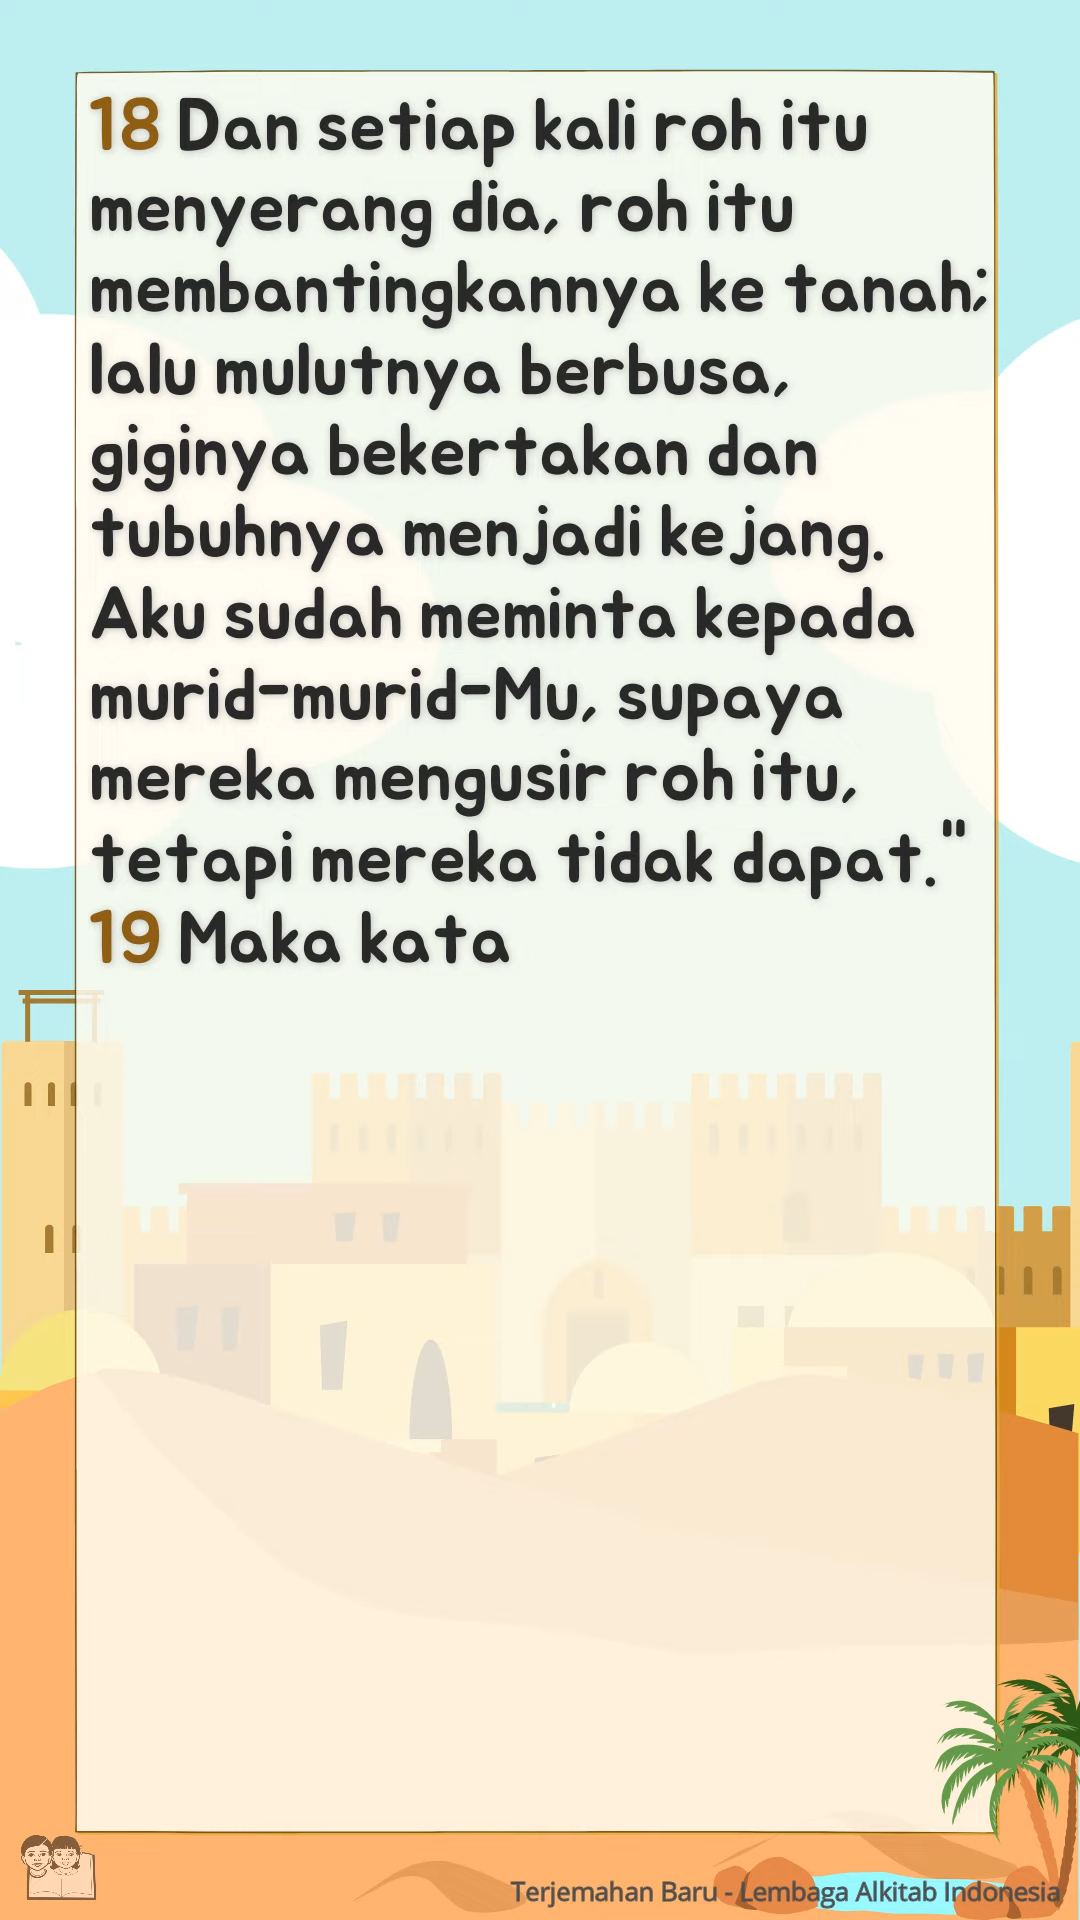 18 Dan setiap kali roh itu
menyerang dia, roh itu
membantingkannya ke tanah;
lalu mulutnya berbusa,
giginya bekertakan dan
tubuhnya menjadi kejang.
Aku sudah meminta kepada
murid-murid-Mu, supaya
mereka mengusir roh itu,
tetapi mereka tidak dapat."
19 Maka kata
Terjemahan Baru - Lembaga Alkitab Indonesia